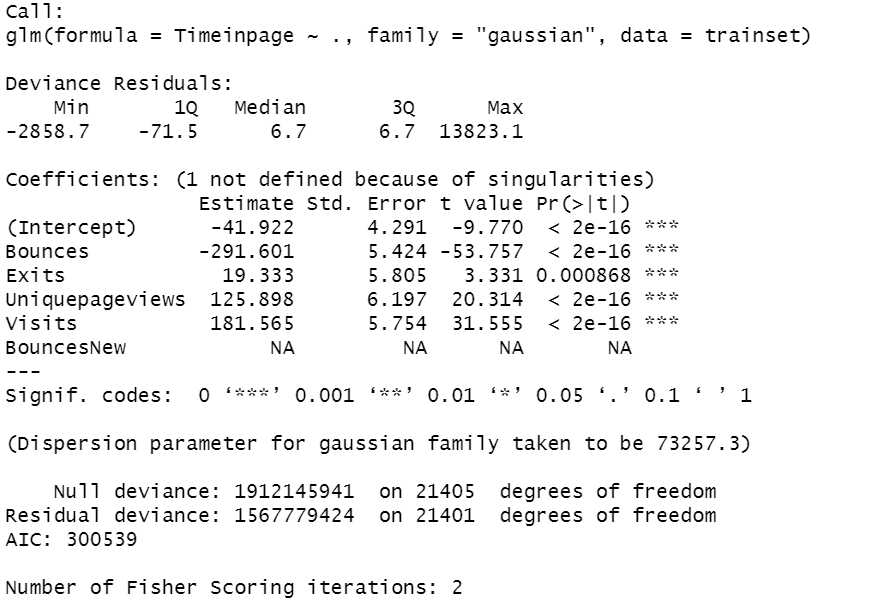 Call:
glm(formula = Timeinpage ~ ., family = "gaussian", data = trainset)
Deviance Residuals:
Min 1Q Median 3Q Max
-2858.7 -71.5 6.7 6.7 13823.1
Coefficients: (1 not defined because of singularities)
Estimate Std. Error t value Pr(>|t|)
(Intercept) -41.922 4.291 -9.770 < 2e-16 ***
Bounces -291.601 5.424 -53.757 < 2e-16 ***
Exits 19.333 5.805 3.331 0.000868 ***
Uniquepageviews 125.898 6.197 20.314 < 2e-16 ***
Visits 181.565 5.754 31.555 < 2e-16 ***
BouncesNew NA NA NA NA
---
Signif. codes: 0 ‘***’ 0.001 ‘**’ 0.01 ‘*’ 0.05 ‘.’ 0.1 ‘ ’ 1
(Dispersion parameter for gaussian family taken to be 73257.3)
Null deviance: 1912145941 on 21405 degrees of freedom
Residual deviance: 1567779424 on 21401 degrees of freedom
AIC: 300539
Number of Fisher Scoring iterations: 2